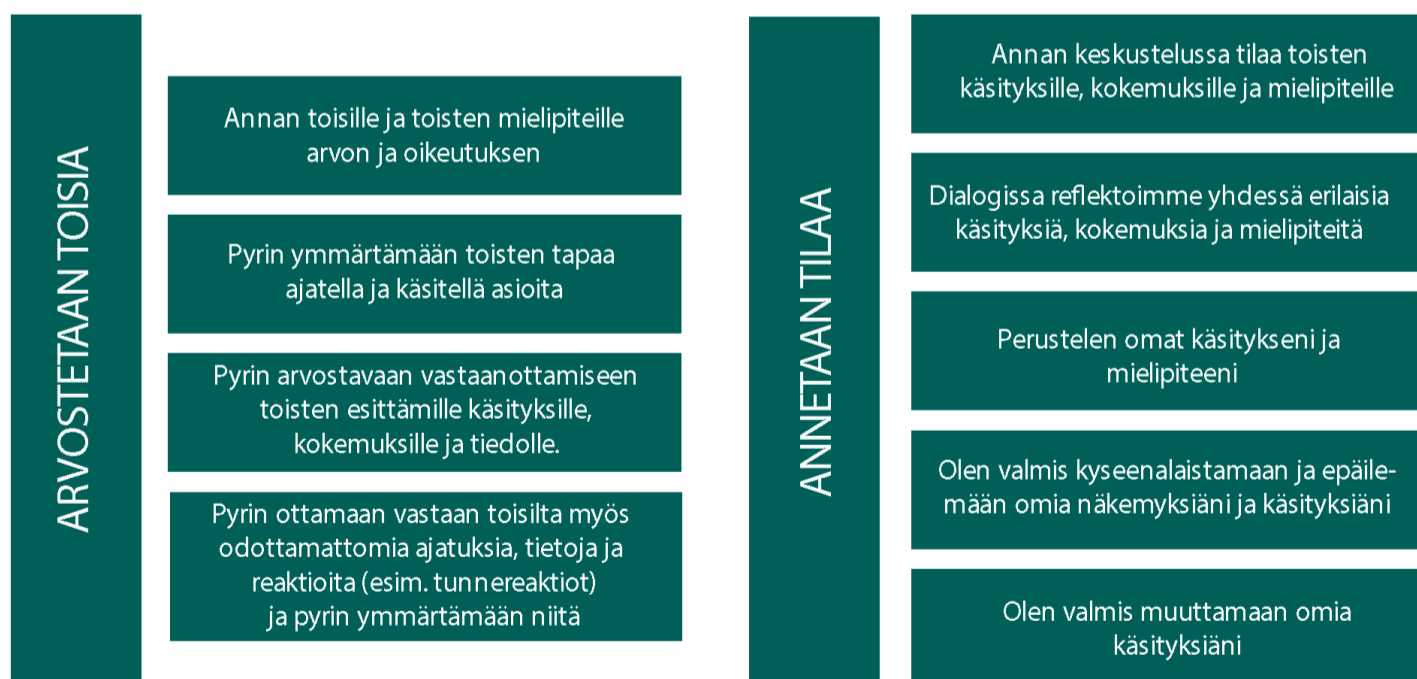 ARVOSTETAAN TOISIA
Annan toisille ja toisten mielipiteille
arvon ja oikeutuksen
Pyrin ymmärtämään toisten tapaa
ajatella ja käsitellä asioita
Pyrin arvostavaan vastaanottamiseen
toisten esittämille käsityksille,
kokemuksille ja tiedolle.
Pyrin ottamaan vastaan toisilta myös
odottamattomia ajatuksia, tietoja ja
reaktioita (esim. tunnereaktiot)
ja pyrin ymmärtämään niitä
ANNETAAN TILAA
Annan keskustelussa tilaa toisten
käsityksille, kokemuksille ja mielipiteille
Dialogissa reflektoimme yhdessä erilaisia
käsityksiä, kokemuksia ja mielipiteitä
Perustelen omat käsitykseni ja
mielipiteeni
Olen valmis kyseenalaistamaan ja epäile-
mään omia näkemyksiäni ja käsityksiäni
Olen valmis muuttamaan omia
käsityksiäni